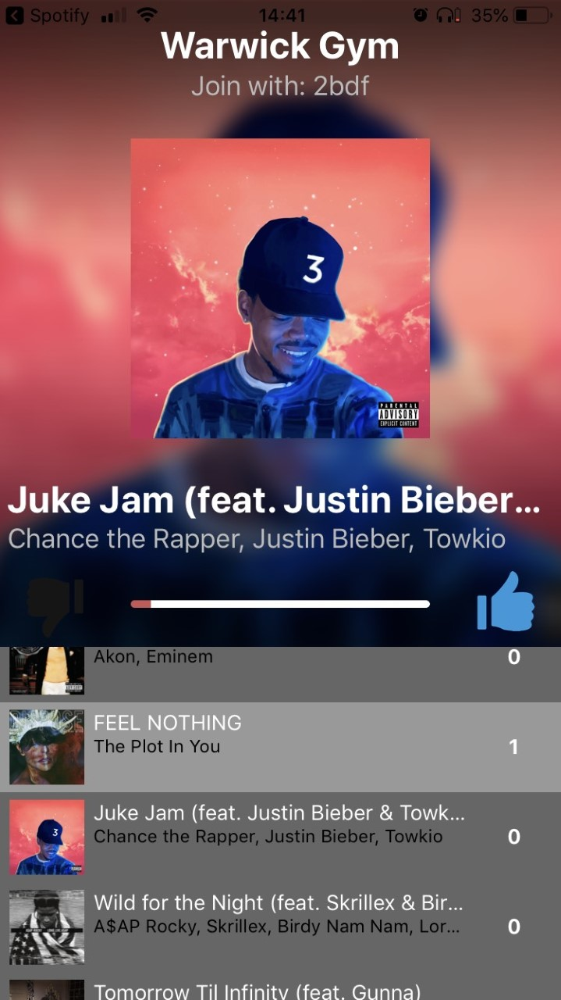 Spotify 14:41 35%
Warwick Gym
Join with: 2bdf
3
PARENTAL
ADVISORY
EXPLICIT CONTENT
Juke Jam (feat. Justin Bieber...
Chance the Rapper, Justin Bieber, Towkio
Akon, Eminem 0
FEEL NOTHING
The Plot In You 1
Juke Jam (feat. Justin Bieber & Towk...
3
Chance the Rapper, Justin Bieber, Towkio 0
Wild for the Night (feat. Skrillex & Bir...
A$AP Rocky, Skrillex, Birdy Nam Nam, Lor... 0
Tomorrow Til Infinity (feat. Gunna)